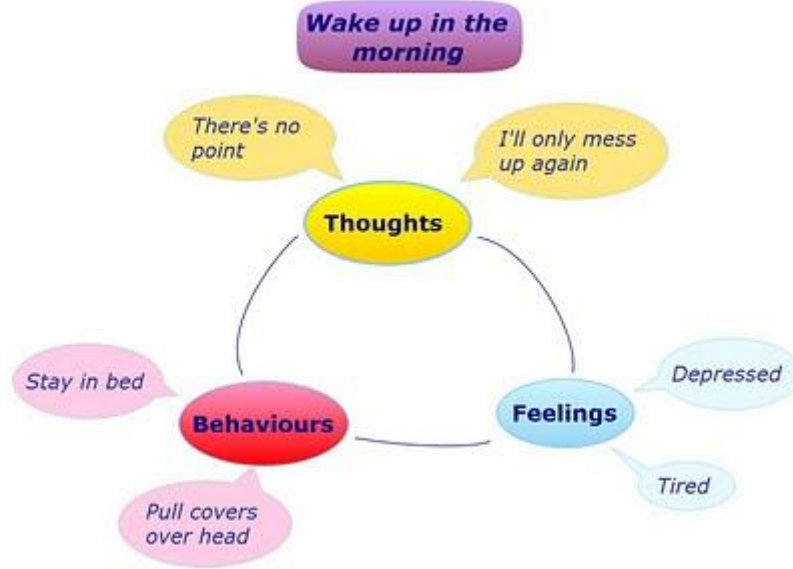 Wake up in the
morning
There's no
point
I'll only mess
up again
Thoughts
Stay in bed
Behaviours
Pull covers
over head
Feelings
Depressed
Tired